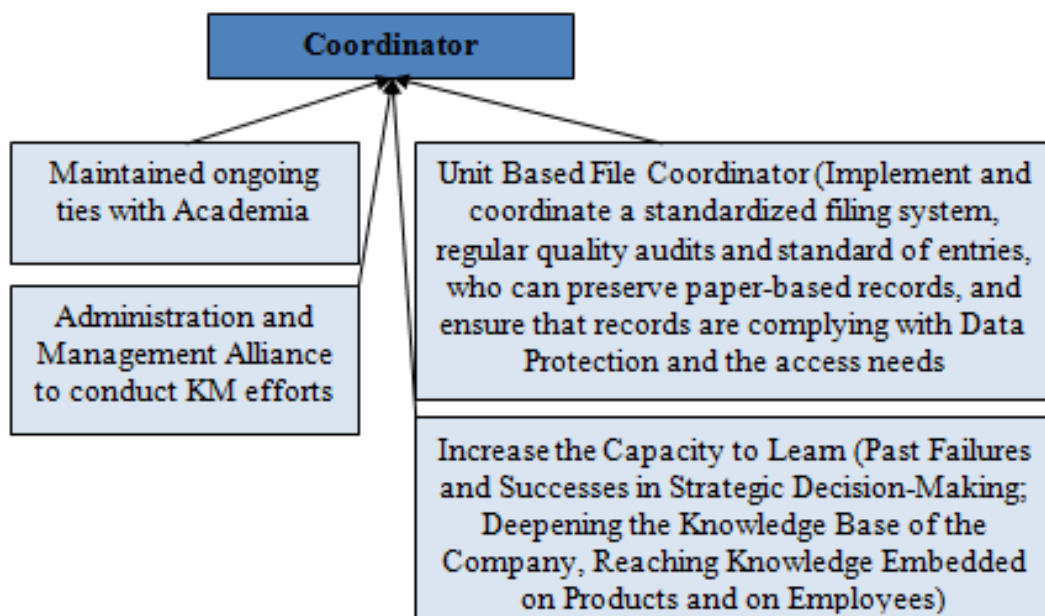 Coordinator
Maintained ongoing
ties with Academia
Administration and
Management Alliance
to conduct KM efforts
Unit Based File Coordinator (Implement and
coordinate a standardized filing system,
regular quality audits and standard of entries,
who can preserve paper-based records, and
ensure that records are complying with Data
Protection and the access needs
Increase the Capacity to Learn (Past Failures
and Successes in Strategic Decision-Making;
Deepening the Knowledge Base of the
Company, Reaching Knowledge Embedded
on Products and on Employees)